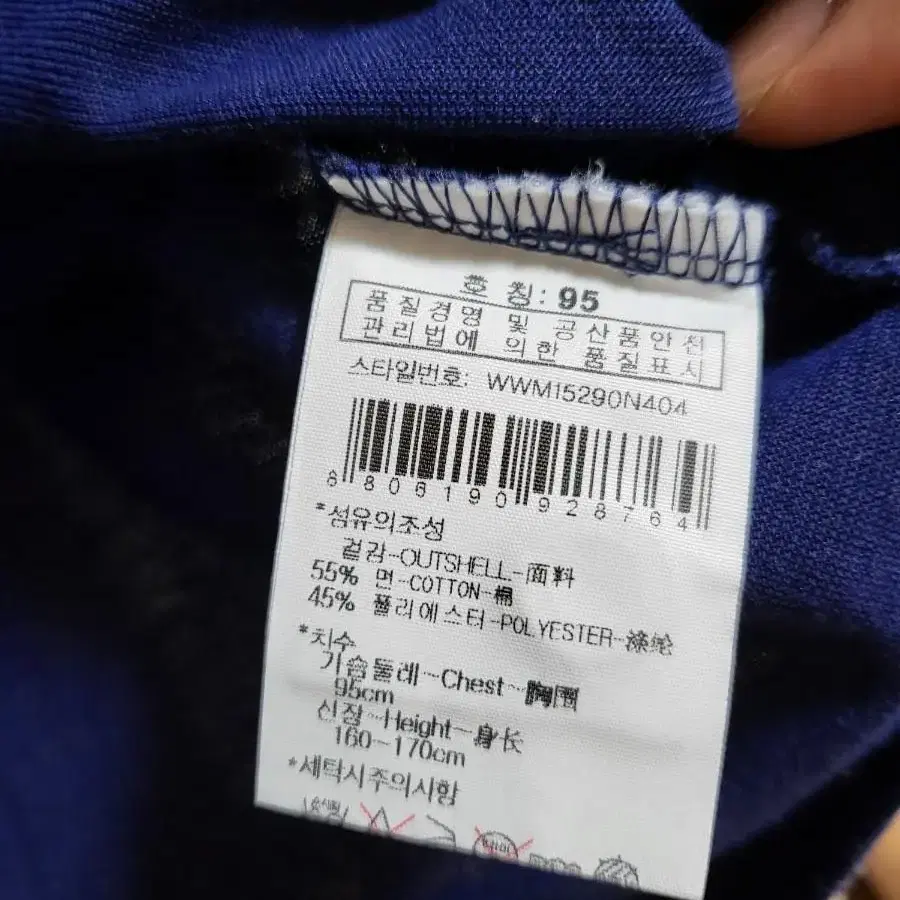 호 칭: 95
품질경영 및 공산품안전
관리법에 의한 품질표시
스타일번호: WWM15290N404
8 806190 928764
*섬유의조성
겉감-OUTSHELL-面料
55% 면-COTTON-棉
45% 폴리에스터-POLYESTER-涤纶
*치수
가슴둘레-Chest-胸围
95cm
신장-Height-身长
160-170cm
*세탁시주의사항